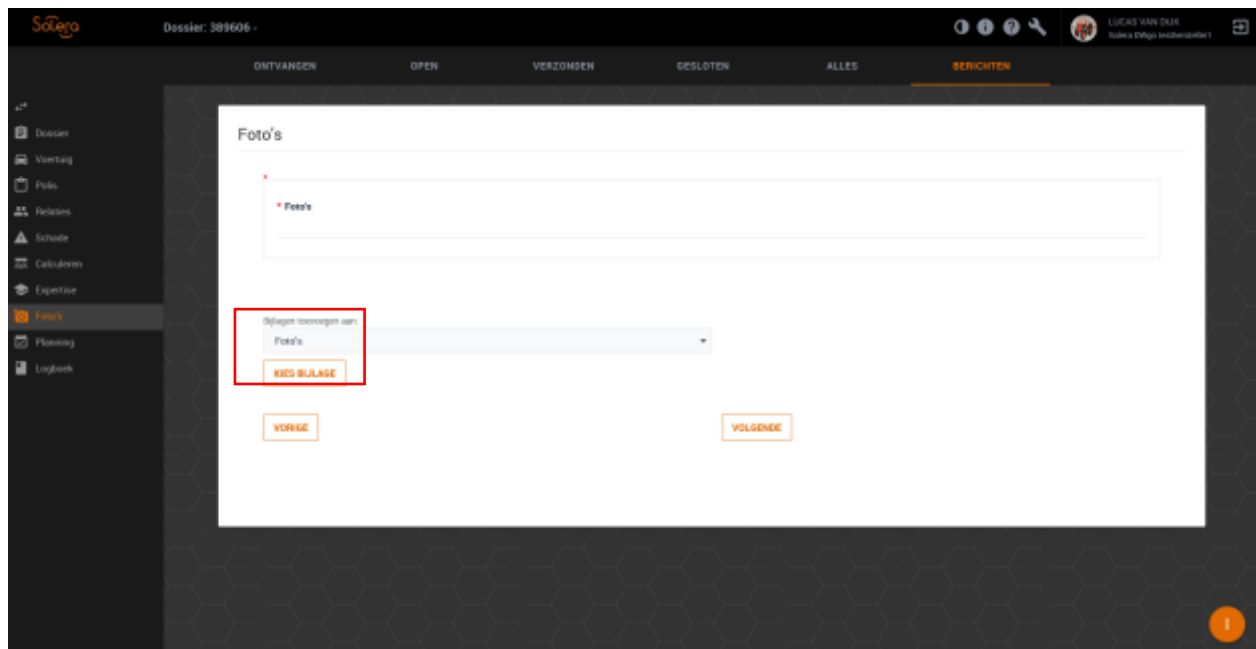 Solera
Dossier: 389606 -
LUCAS VAN DIJK
ONTVANGEN
OPEN
VERZONDEN
GESLOTEN
ALLES
BERICHTEN
Dossier
Voertuig
Polis
Relaties
Schade
Calculeren
Expertise
Foto's
Planning
Logboek
Foto's
*
* Foto's
Bijlagen toevoegen aan:
Foto's
KIES BIJLAGE
VORIGE
VOLGENDE